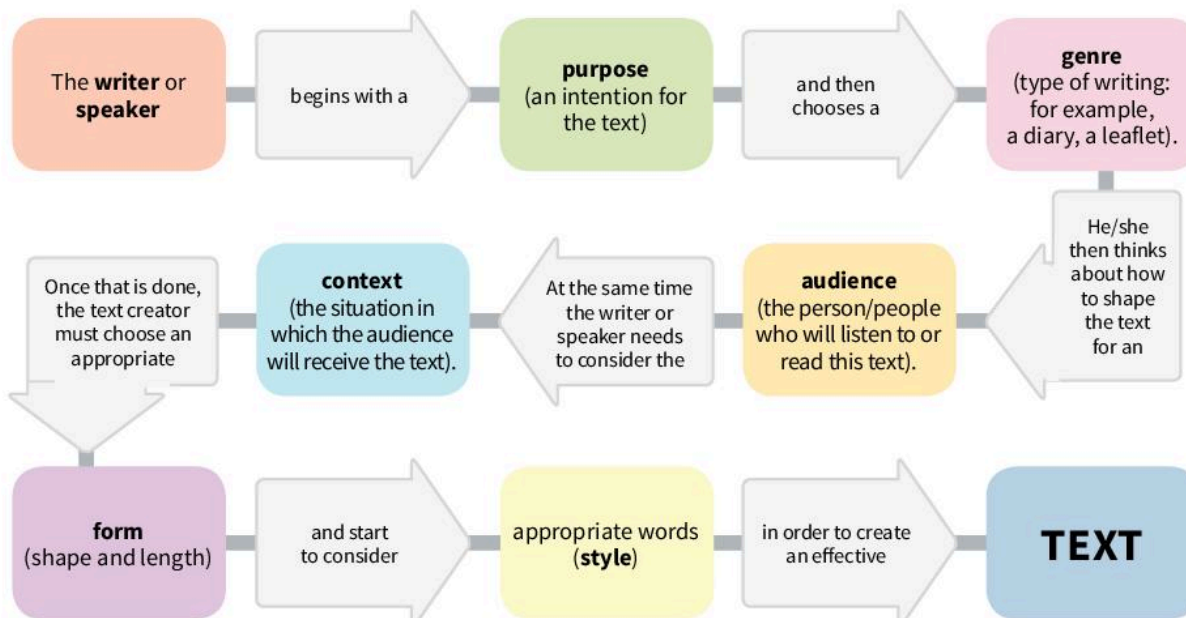 The writer or
speaker
begins with a
purpose
(an intention for
the text)
and then
chooses a
genre
(type of writing:
for example,
a diary, a leaflet).
He/she
then thinks
about how
to shape
the text
for an
audience
(the person/people
who will listen to or
read this text).
At the same time
the writer or
speaker needs
to consider the
context
(the situation in
which the audience
will receive the text).
Once that is done,
the text creator
must choose an
appropriate
form
(shape and length)
and start
to consider
appropriate words
(style)
in order to create
an effective
TEXT